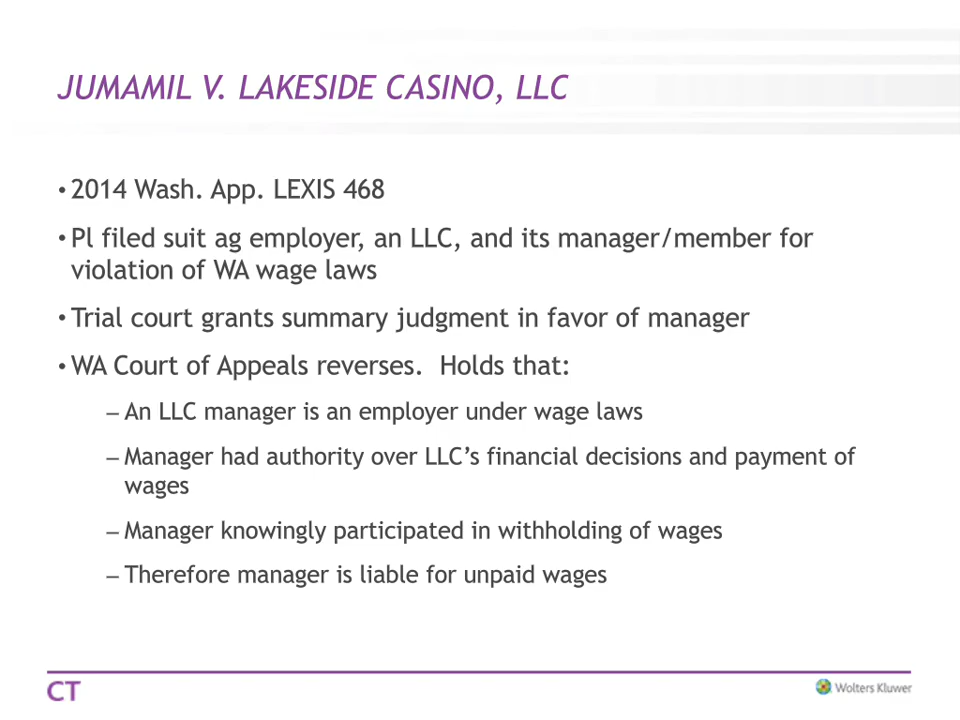 JUMAMIL V. LAKESIDE CASINO, LLC
• 2014 Wash. App. LEXIS 468
• Pl filed suit ag employer, an LLC, and its manager/member for
violation of WA wage laws
• Trial court grants summary judgment in favor of manager
• WA Court of Appeals reverses.  Holds that:
– An LLC manager is an employer under wage laws
– Manager had authority over LLC’s financial decisions and payment of
wages
– Manager knowingly participated in withholding of wages
– Therefore manager is liable for unpaid wages
CT
Wolters Kluwer